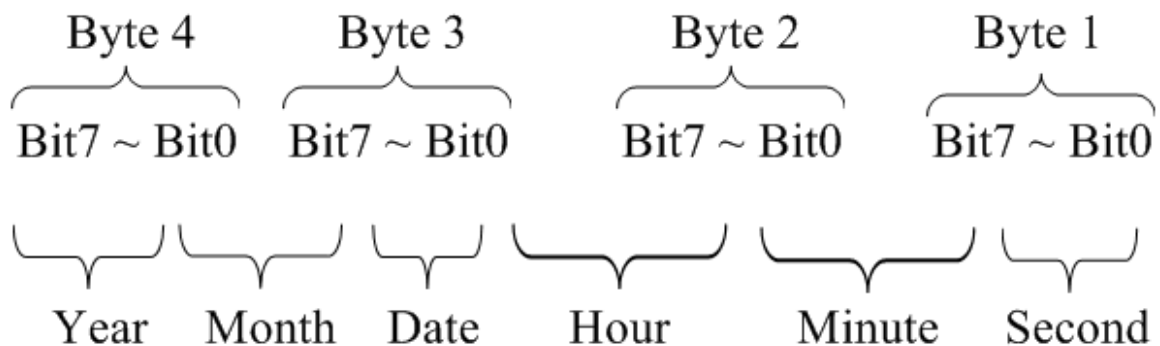 Byte 4 Byte 3 Byte 2 Byte 1
Bit7 ~ Bit0 Bit7 ~ Bit0 Bit7 ~ Bit0 Bit7 ~ Bit0
Year Month Date Hour Minute Second